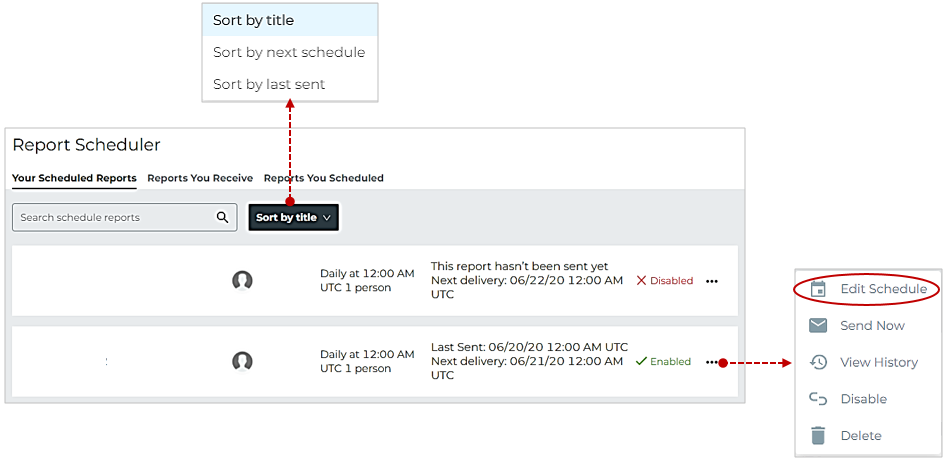 Sort by title
Sort by next schedule
Sort by last sent
Report Scheduler
Your Scheduled Reports Reports You Receive Reports You Scheduled
Search schedule reports
Sort by title
Daily at 12:00 AM
UTC 1 person
This report hasn't been sent yet
Next delivery: 06/22/20 12:00 AM
UTC
Disabled
Daily at 12:00 AM
UTC 1 person
Last Sent: 06/20/20 12:00 AM UTC
Next delivery: 06/21/20 12:00 AM
UTC
Enabled
Edit Schedule
Send Now
View History
Disable
Delete